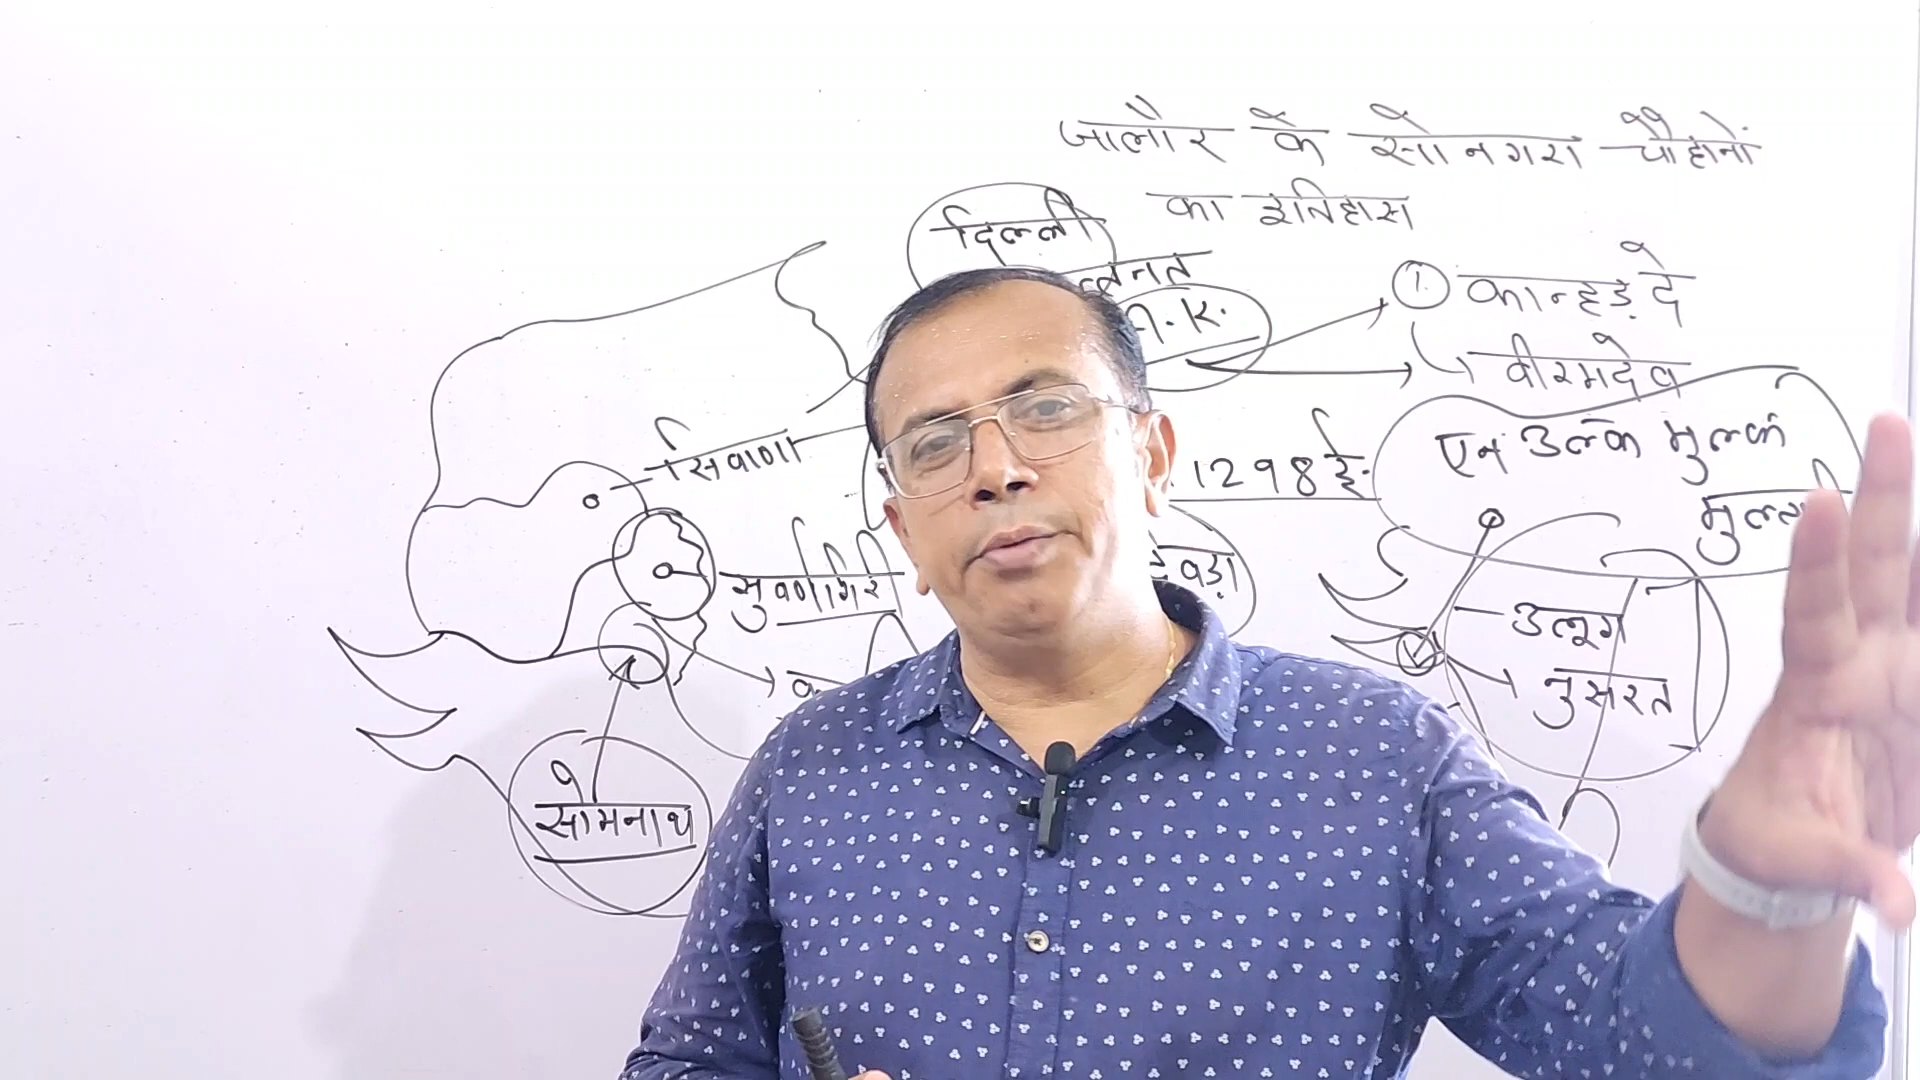 जालौर के सोनगरा चौहानों
का इतिहास
दिल्ली
A.K.
① कान्हड़ दे
वीरमदेव
सिवाणा
1298 ई.
एन उल्क मुल्क
सुवर्णगिरि
उलूग
नुसरत
सोमनाथ